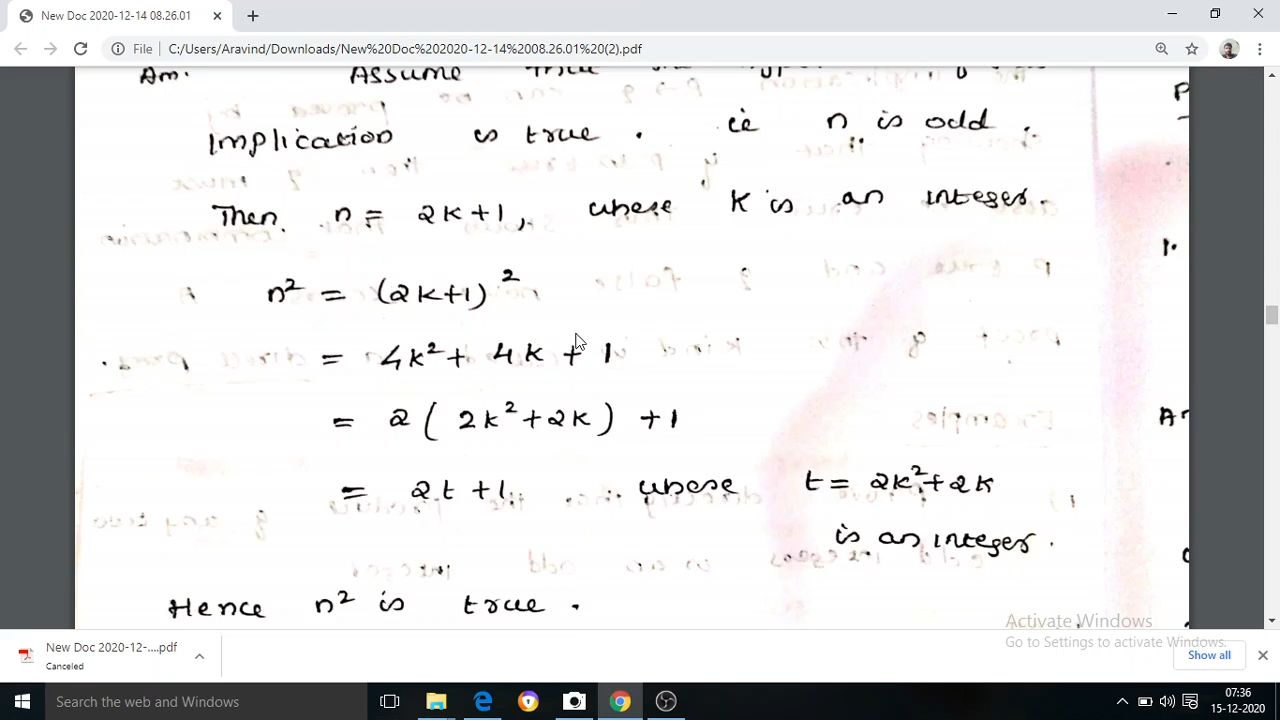 New Doc 2020-12-14 08.26.01
File | C:/Users/Aravind/Downloads/New%20Doc%202020-12-14%2008.26.01%20(2).pdf
Am. Assume
Implication is true . ie n is odd .
Then n = 2k+1, where k is an integer.
1.
n² = (2k+1)²
= 4k² + 4k + 1
= 2 ( 2k² + 2k ) + 1
= 2t + 1 where t = 2k² + 2k
is an integer .
Hence n² is true .
Activate Windows
Go to Settings to activate Windows.
New Doc 2020-12-....pdf
Canceled
Show all
Search the web and Windows
07:36
15-12-2020